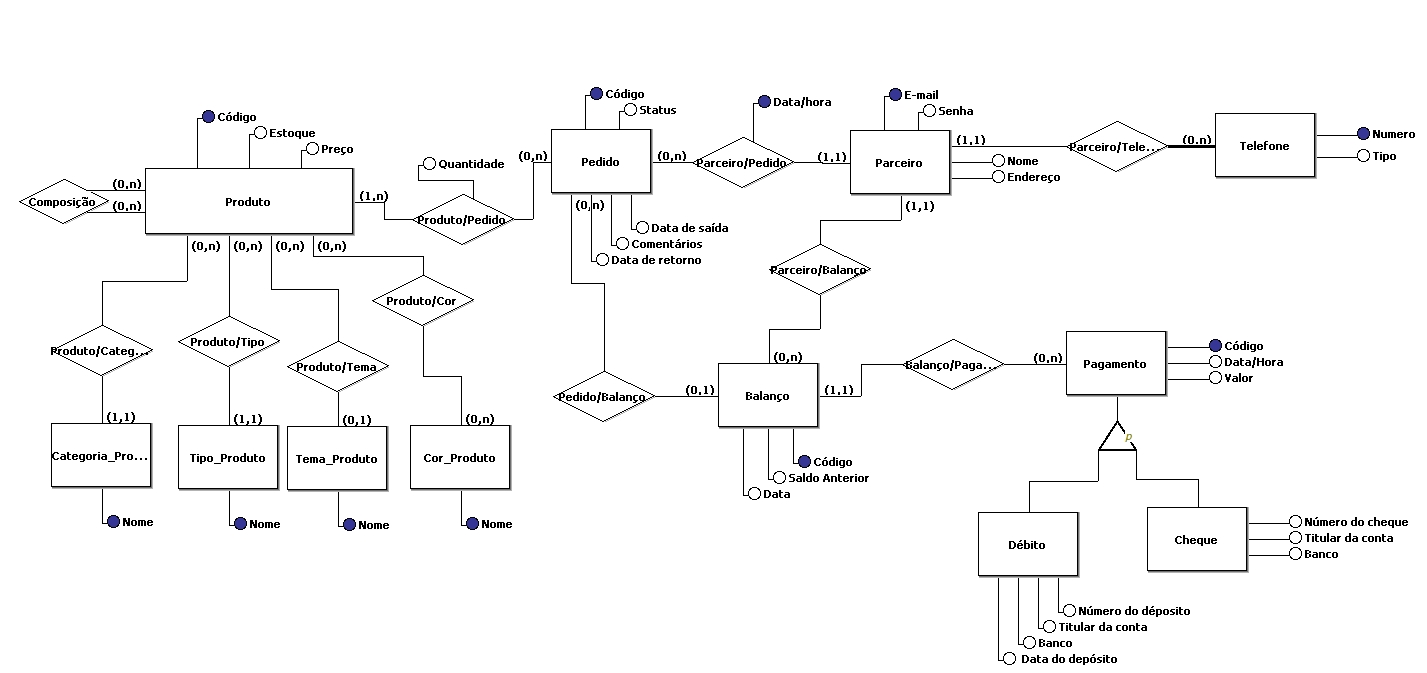 Código
Estoque
Preço
Composição
(0,n)
(0,n)
Produto
(1,n)
Quantidade
Produto/Pedido
(0,n)
Código
Status
Pedido
(0,n)
(0,n)
Data de saída
Comentários
Data de retorno
Data/hora
Parceiro/Pedido
(1,1)
E-mail
Senha
Parceiro
(1,1)
Nome
Endereço
(1,1)
Parceiro/Tele...
(0,n)
Telefone
Numero
Tipo
(0,n)
(0,n)
(0,n)
(0,n)
Produto/Categ...
Produto/Tipo
Produto/Tema
Produto/Cor
(1,1)
(1,1)
(0,1)
(0,n)
Categoria_Pro...
Tipo_Produto
Tema_Produto
Cor_Produto
Nome
Nome
Nome
Nome
Parceiro/Balanço
(0,n)
Pedido/Balanço
(0,1)
Balanço
(1,1)
Código
Saldo Anterior
Data
Balanço/Paga...
(0,n)
Pagamento
Código
Data/Hora
Valor
p
Débito
Número do déposito
Titular da conta
Banco
Data do depósito
Cheque
Número do cheque
Titular da conta
Banco